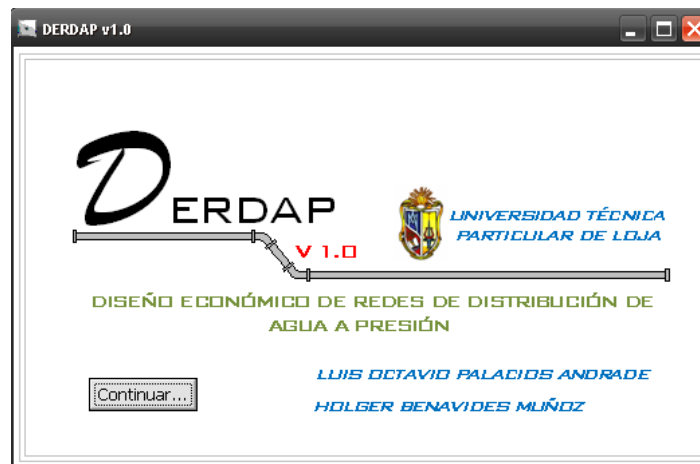 DERDAP v1.0
DERDAP
V 1.0
UNIVERSIDAD TÉCNICA
PARTICULAR DE LOJA
DISEÑO ECONÓMICO DE REDES DE DISTRIBUCIÓN DE
AGUA A PRESIÓN
Continuar...
LUIS OCTAVIO PALACIOS ANDRADE
HOLGER BENAVIDES MUÑOZ